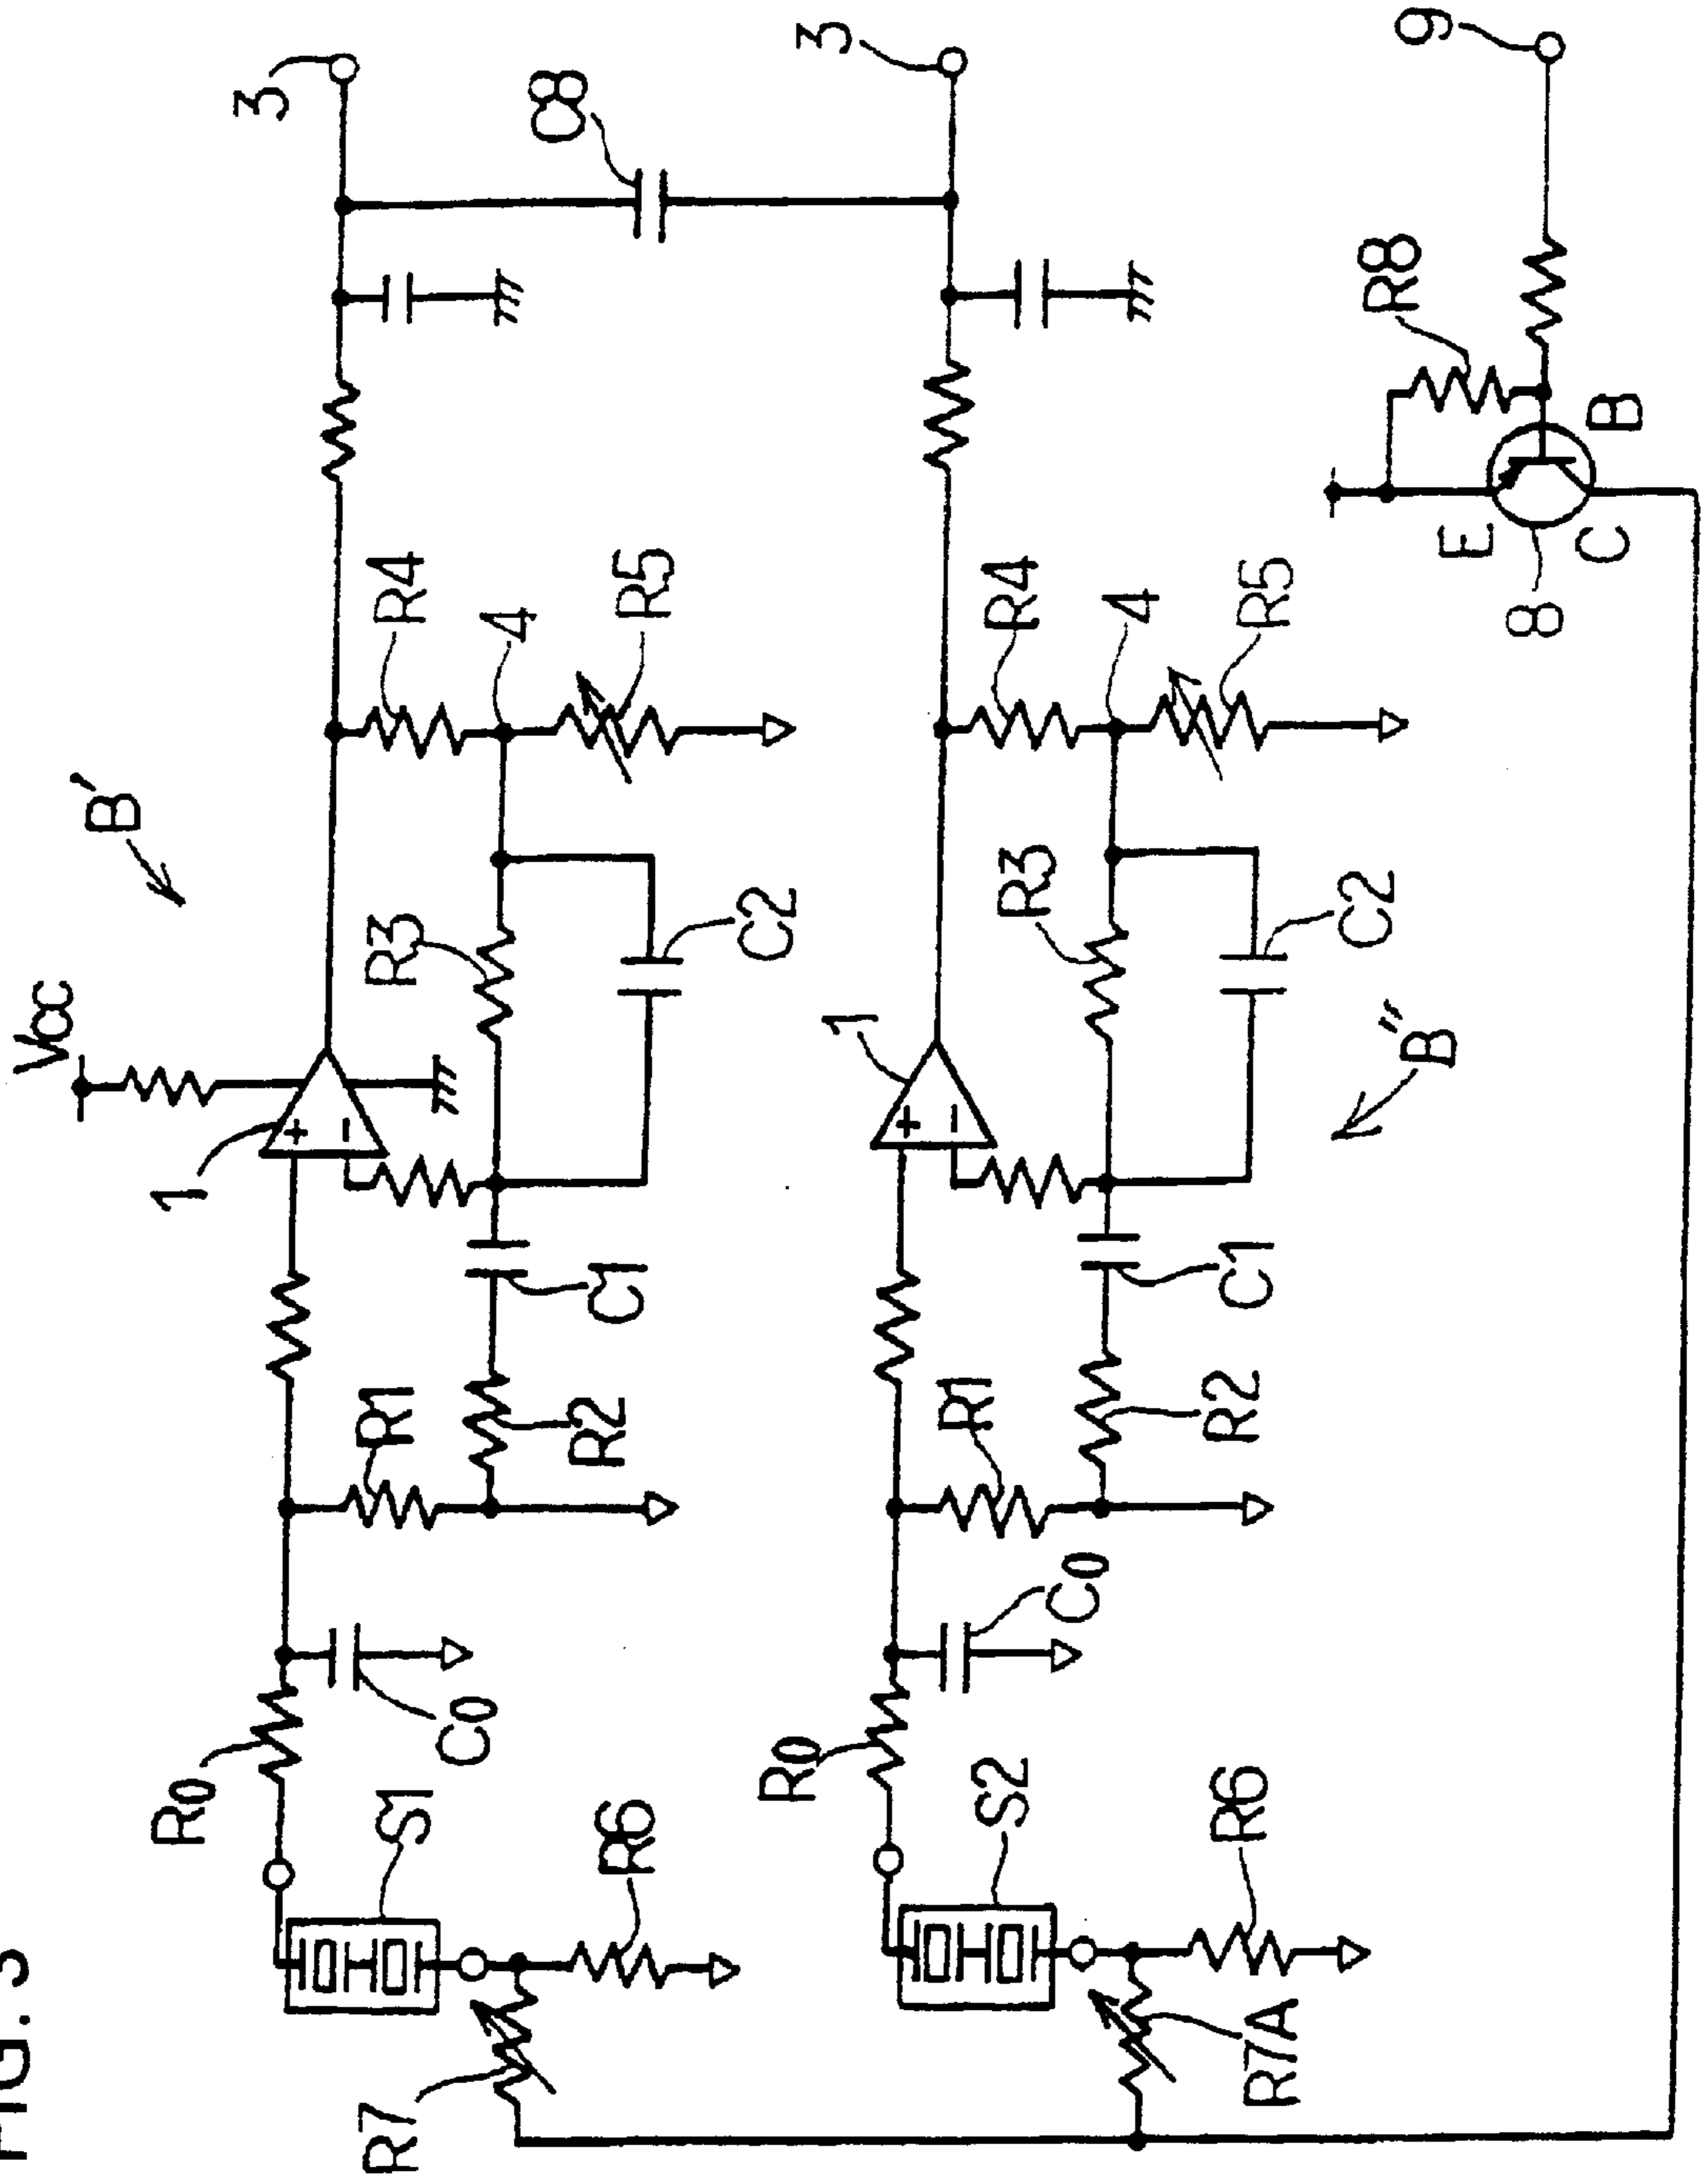 FIG. 3
Vcc
B'
3
1
R0
R1
R4
C0
S1
R2
C1
R3
4
R6
C2
R5
R7
C8
3
1
R0
R1
R3
R4
C0
S2
R2
C1
4
R6
C2
R5
R7A
B"
R8
9
E
B
8
C
+
−
+
−